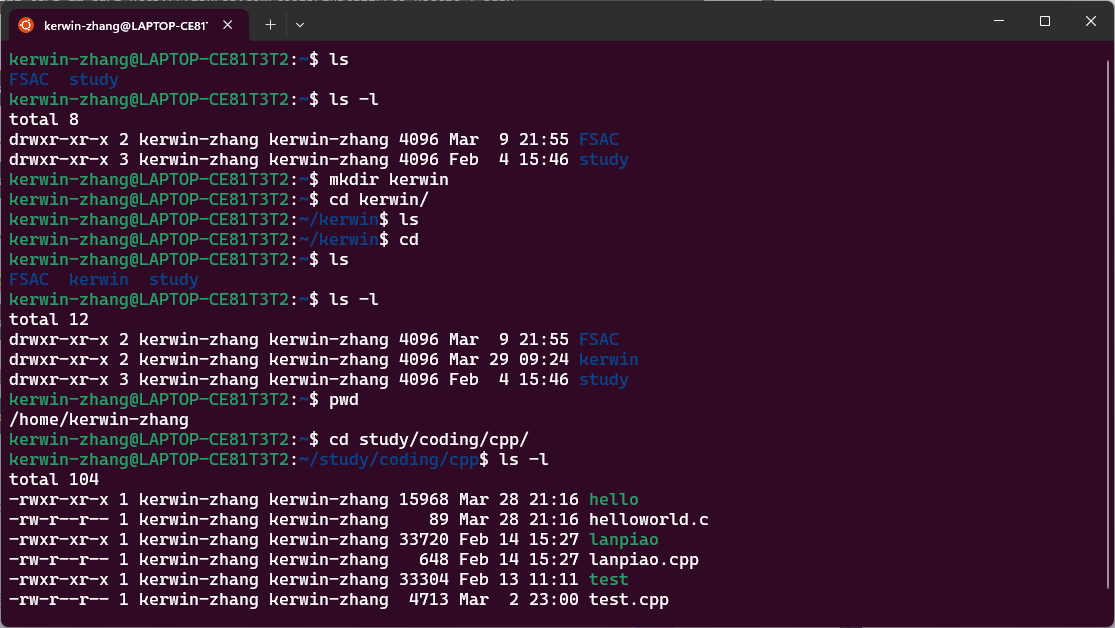 kerwin-zhang@LAPTOP-CE81T
kerwin-zhang@LAPTOP-CE81T3T2:~$ ls
FSAC  study
kerwin-zhang@LAPTOP-CE81T3T2:~$ ls -l
total 8
drwxr-xr-x 2 kerwin-zhang kerwin-zhang 4096 Mar  9 21:55 FSAC
drwxr-xr-x 3 kerwin-zhang kerwin-zhang 4096 Feb  4 15:46 study
kerwin-zhang@LAPTOP-CE81T3T2:~$ mkdir kerwin
kerwin-zhang@LAPTOP-CE81T3T2:~$ cd kerwin/
kerwin-zhang@LAPTOP-CE81T3T2:~/kerwin$ ls
kerwin-zhang@LAPTOP-CE81T3T2:~/kerwin$ cd
kerwin-zhang@LAPTOP-CE81T3T2:~$ ls
FSAC  kerwin  study
kerwin-zhang@LAPTOP-CE81T3T2:~$ ls -l
total 12
drwxr-xr-x 2 kerwin-zhang kerwin-zhang 4096 Mar  9 21:55 FSAC
drwxr-xr-x 2 kerwin-zhang kerwin-zhang 4096 Mar 29 09:24 kerwin
drwxr-xr-x 3 kerwin-zhang kerwin-zhang 4096 Feb  4 15:46 study
kerwin-zhang@LAPTOP-CE81T3T2:~$ pwd
/home/kerwin-zhang
kerwin-zhang@LAPTOP-CE81T3T2:~$ cd study/coding/cpp/
kerwin-zhang@LAPTOP-CE81T3T2:~/study/coding/cpp$ ls -l
total 104
-rwxr-xr-x 1 kerwin-zhang kerwin-zhang 15968 Mar 28 21:16 hello
-rw-r--r-- 1 kerwin-zhang kerwin-zhang    89 Mar 28 21:16 helloworld.c
-rwxr-xr-x 1 kerwin-zhang kerwin-zhang 33720 Feb 14 15:27 lanpiao
-rw-r--r-- 1 kerwin-zhang kerwin-zhang   648 Feb 14 15:27 lanpiao.cpp
-rwxr-xr-x 1 kerwin-zhang kerwin-zhang 33304 Feb 13 11:11 test
-rw-r--r-- 1 kerwin-zhang kerwin-zhang  4713 Mar  2 23:00 test.cpp